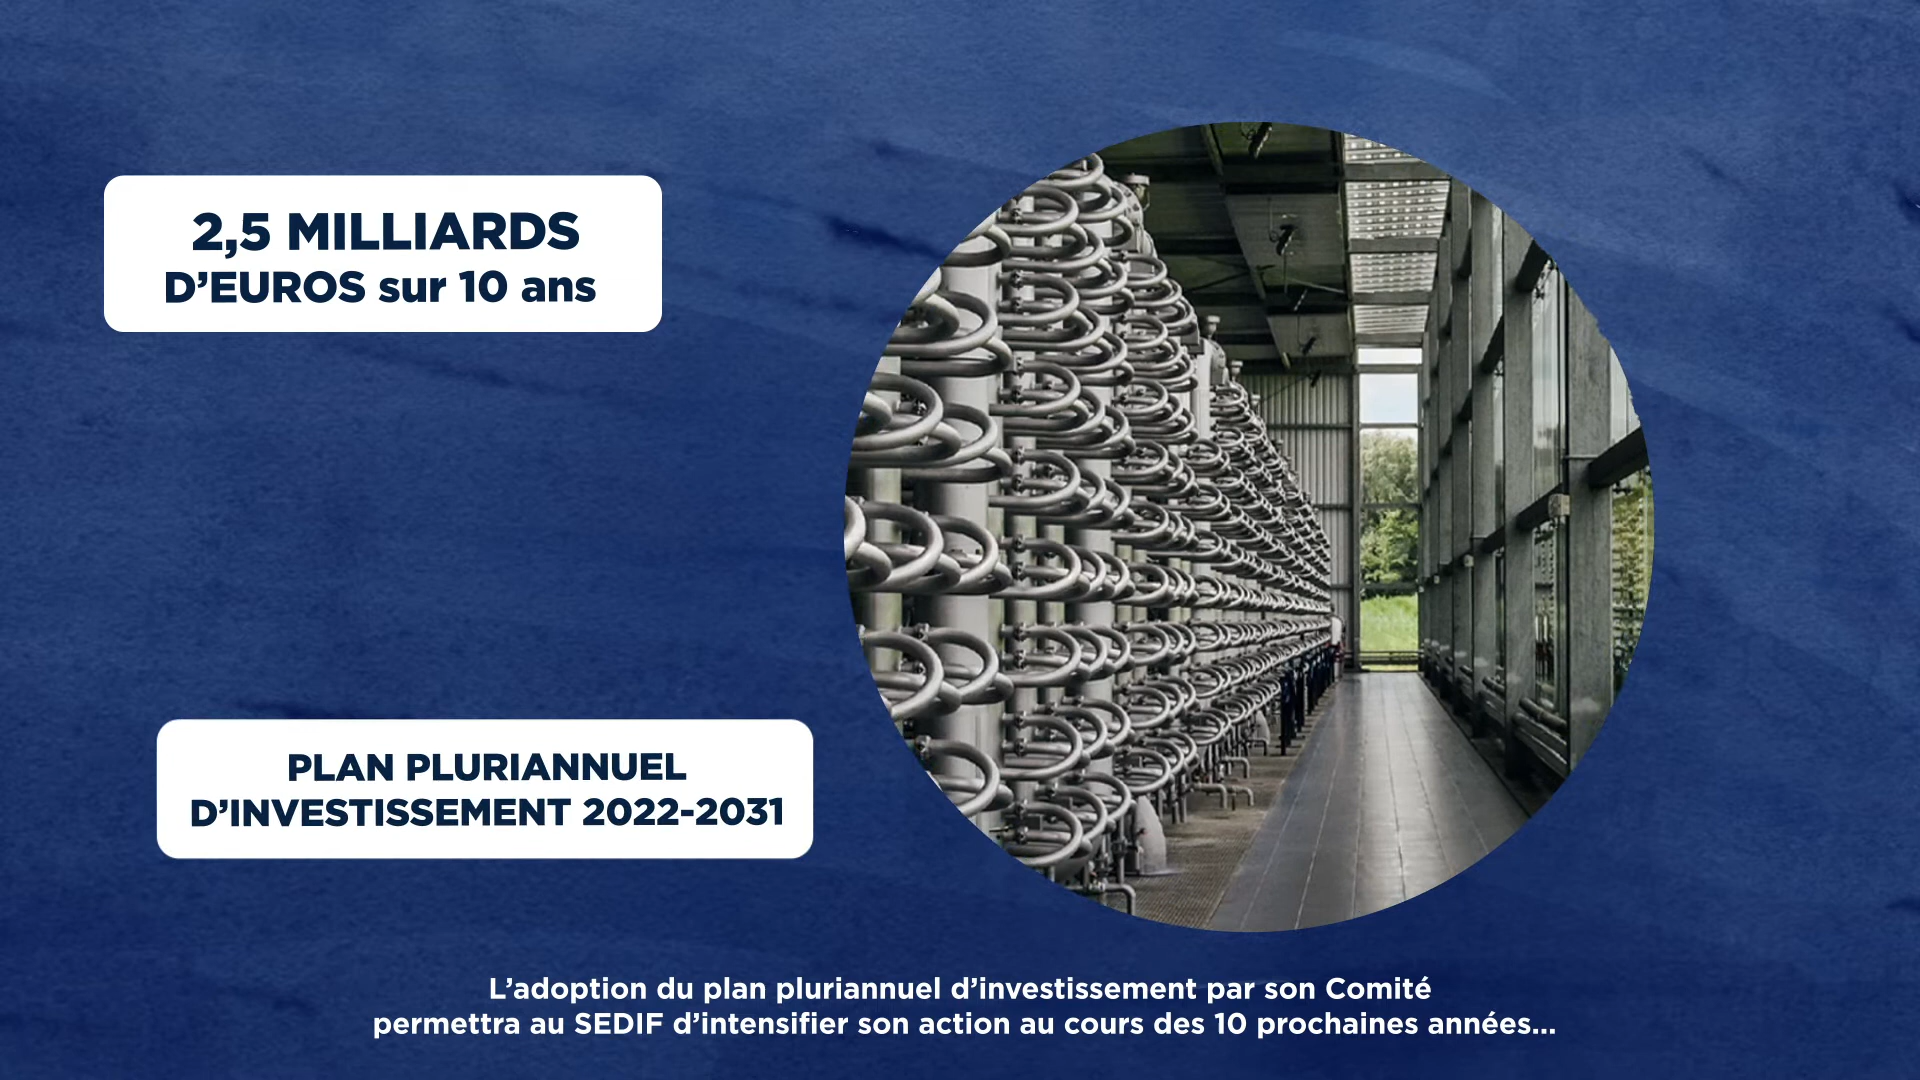 2,5 MILLIARDS
D’EUROS sur 10 ans
PLAN PLURIANNUEL
D’INVESTISSEMENT 2022-2031
L’adoption du plan pluriannuel d’investissement par son Comité
permettra au SEDIF d’intensifier son action au cours des 10 prochaines années...